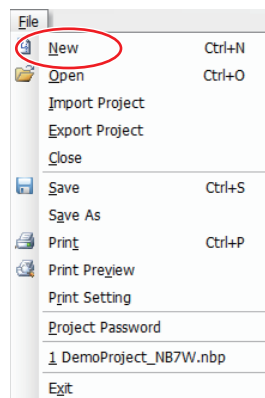 File
New Ctrl+N
Open Ctrl+O
Import Project
Export Project
Close
Save Ctrl+S
Save As
Print Ctrl+P
Print Preview
Print Setting
Project Password
1 DemoProject_NB7W.nbp
Exit